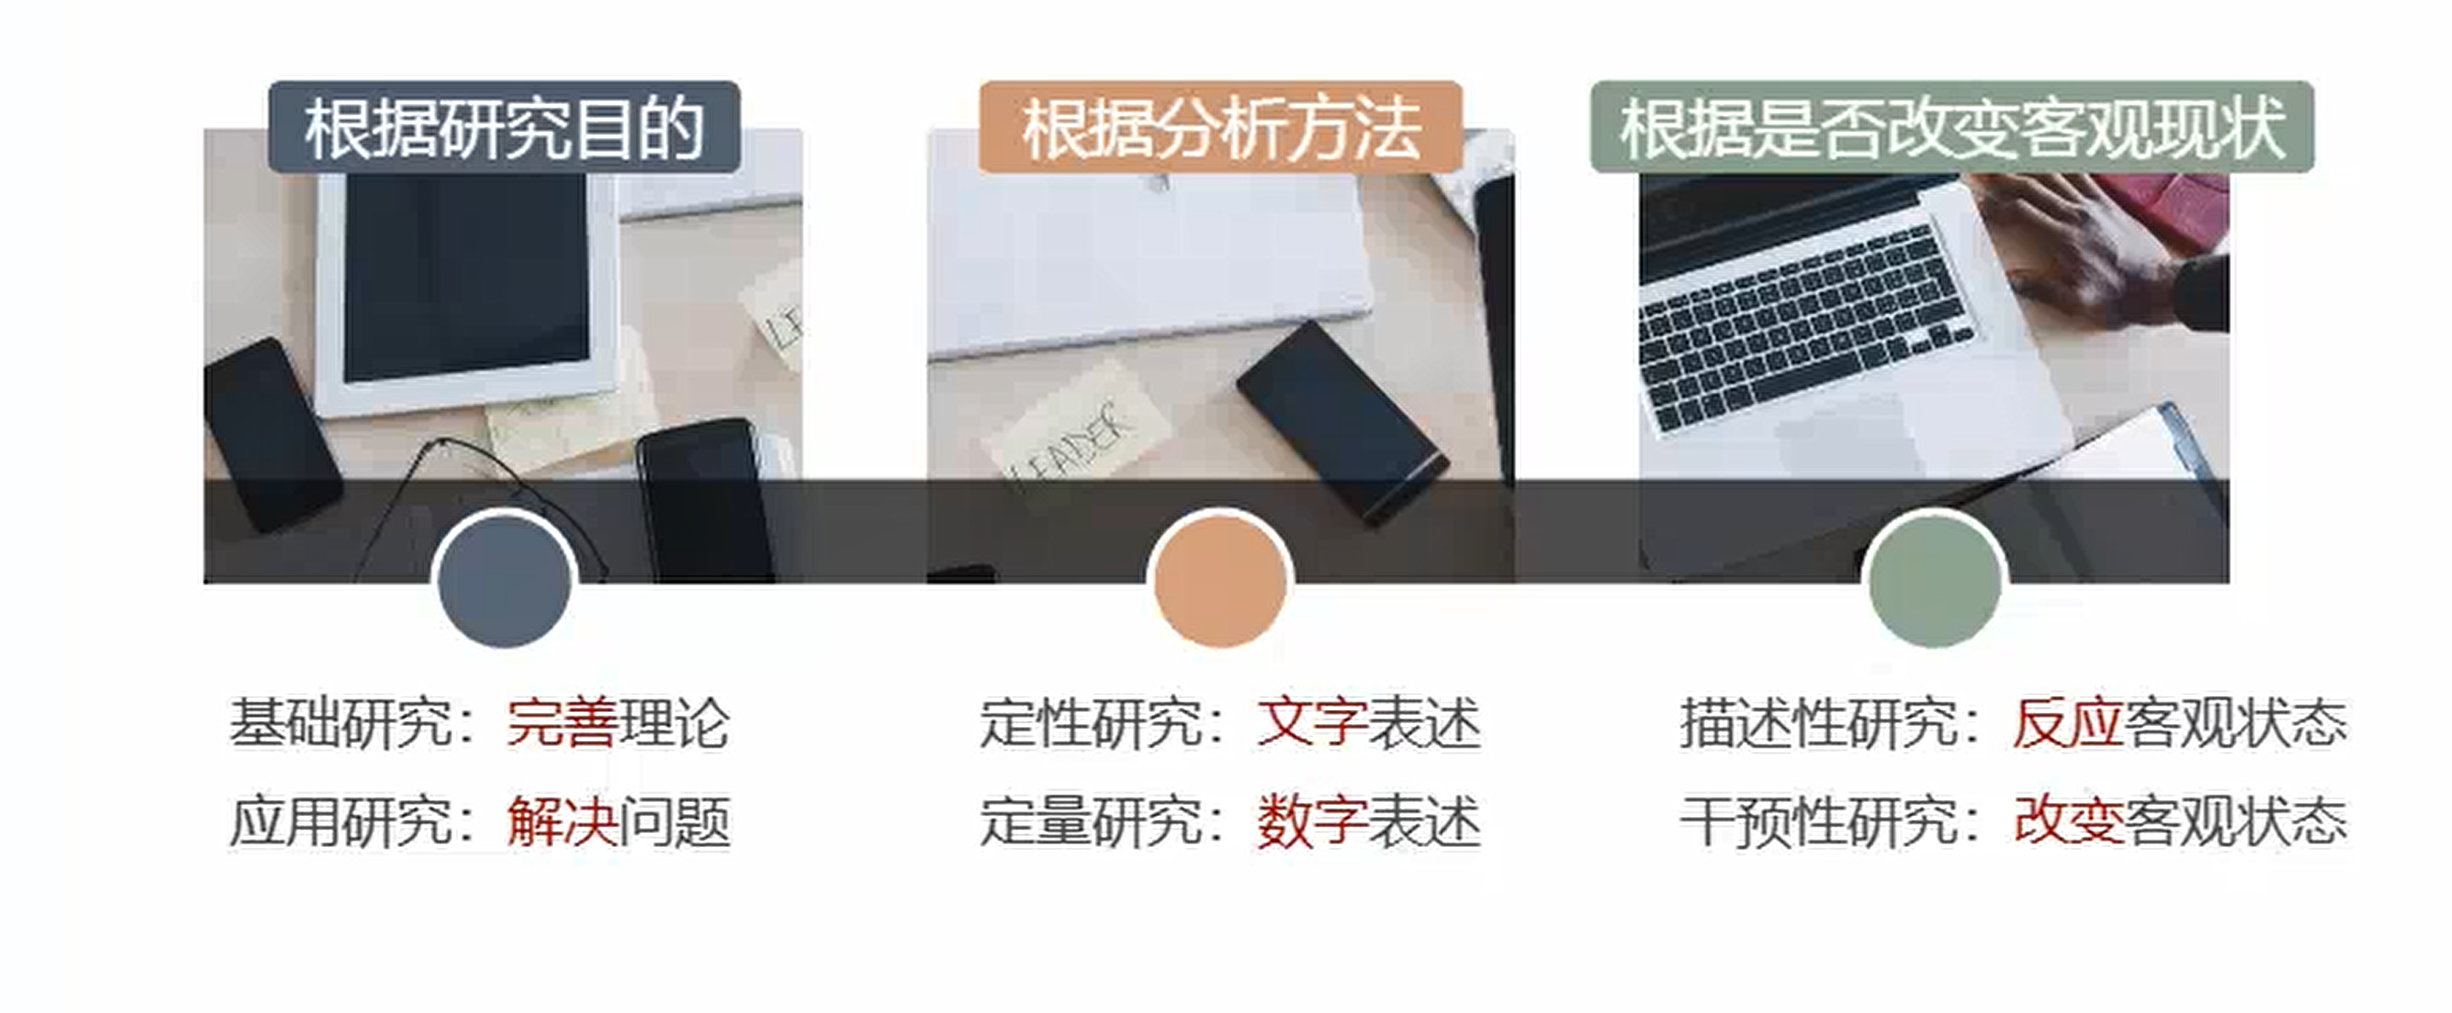 根据研究目的
根据分析方法
根据是否改变客观现状
LEADER
基础研究：完善理论
应用研究：解决问题
定性研究：文字表述
定量研究：数字表述
描述性研究：反应客观状态
干预性研究：改变客观状态